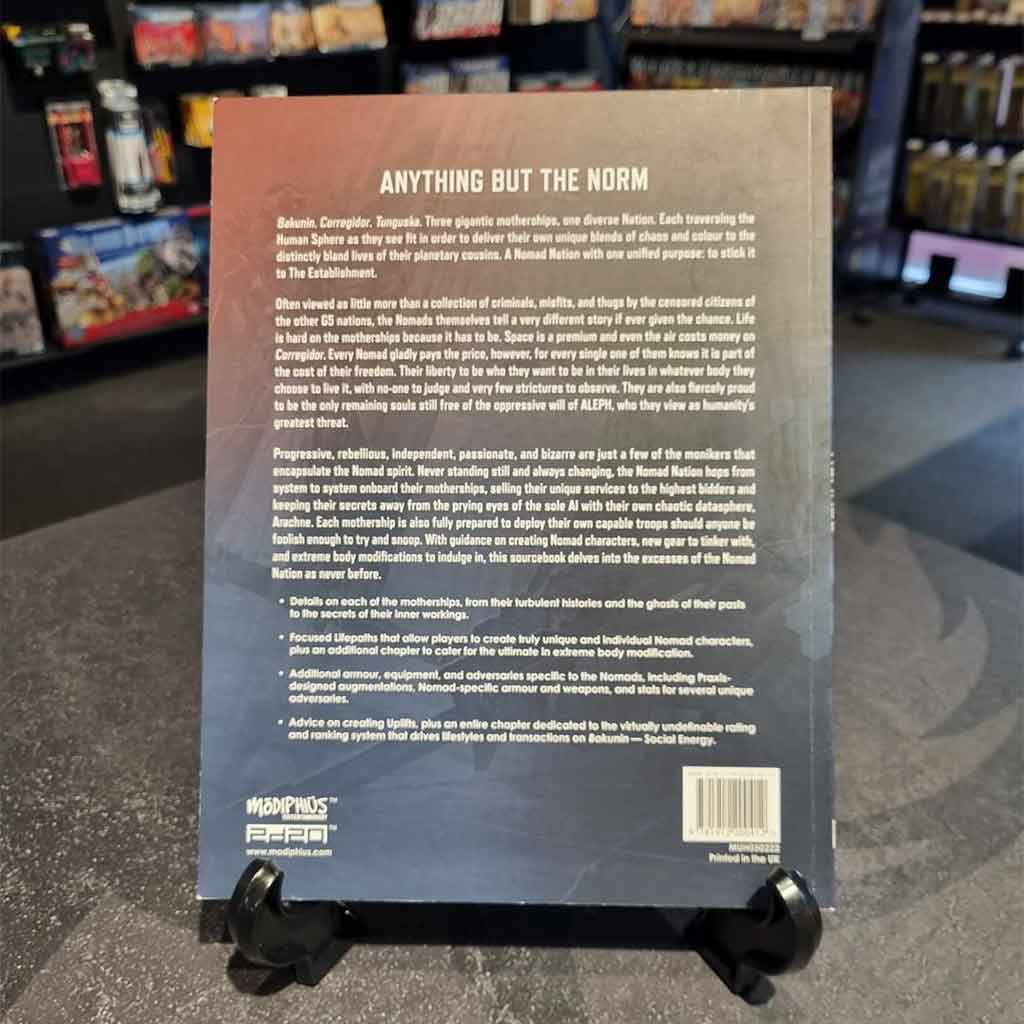 ANYTHING BUT THE NORM
Bakunin. Corregidor. Tunguska. Three gigantic motherships, one diverse Nation. Each traversing the
Human Sphere as they see fit in order to deliver their own unique blends of chaos and colour to the
distinctly bland lives of their planetary cousins. A Nomad Nation with one unified purpose: to stick it
to The Establishment.
Often viewed as little more than a collection of criminals, misfits, and thugs by the censored citizens of
the other G5 nations, the Nomads themselves tell a very different story if ever given the chance. Life
is hard on the motherships because it has to be. Space is a premium and even the air costs money on
Corregidor. Every Nomad gladly pays the price, however, for every single one of them knows it is part of
the cost of their freedom. Their liberty to be who they want to be in their lives in whatever body they
choose to live it, with no-one to judge and very few strictures to observe. They are also fiercely proud
to be the only remaining souls still free of the oppressive will of ALEPH, who they view as humanity's
greatest threat.
Progressive, rebellious, independent, passionate, and bizarre are just a few of the monikers that
encapsulate the Nomad spirit. Never standing still and always changing, the Nomad Nation hops from
system to system onboard their motherships, selling their unique services to the highest bidders and
keeping their secrets away from the prying eyes of the sole AI with their own chaotic datasphere,
Arachne. Each mothership is also fully prepared to deploy their own capable troops should anyone be
foolish enough to try and snoop. With guidance on creating Nomad characters, new gear to tinker with,
and extreme body modifications to indulge in, this sourcebook delves into the excesses of the Nomad
Nation as never before.
• Details on each of the motherships, from their turbulent histories and the ghosts of their pasts
to the secrets of their inner workings.
• Focused Lifepaths that allow players to create truly unique and individual Nomad characters,
plus an additional chapter to cater for the ultimate in extreme body modification.
• Additional armour, equipment, and adversaries specific to the Nomads, including Praxis-
designed augmentations, Nomad-specific armour and weapons, and stats for several unique
adversaries.
• Advice on creating Uplifts, plus an entire chapter dedicated to the virtually undefinable rating
and ranking system that drives lifestyles and transactions on Bakunin — Social Energy.
MODIPHIUS™
ENTERTAINMENT
™
www.modiphius.com
MUH050222
Printed in the UK